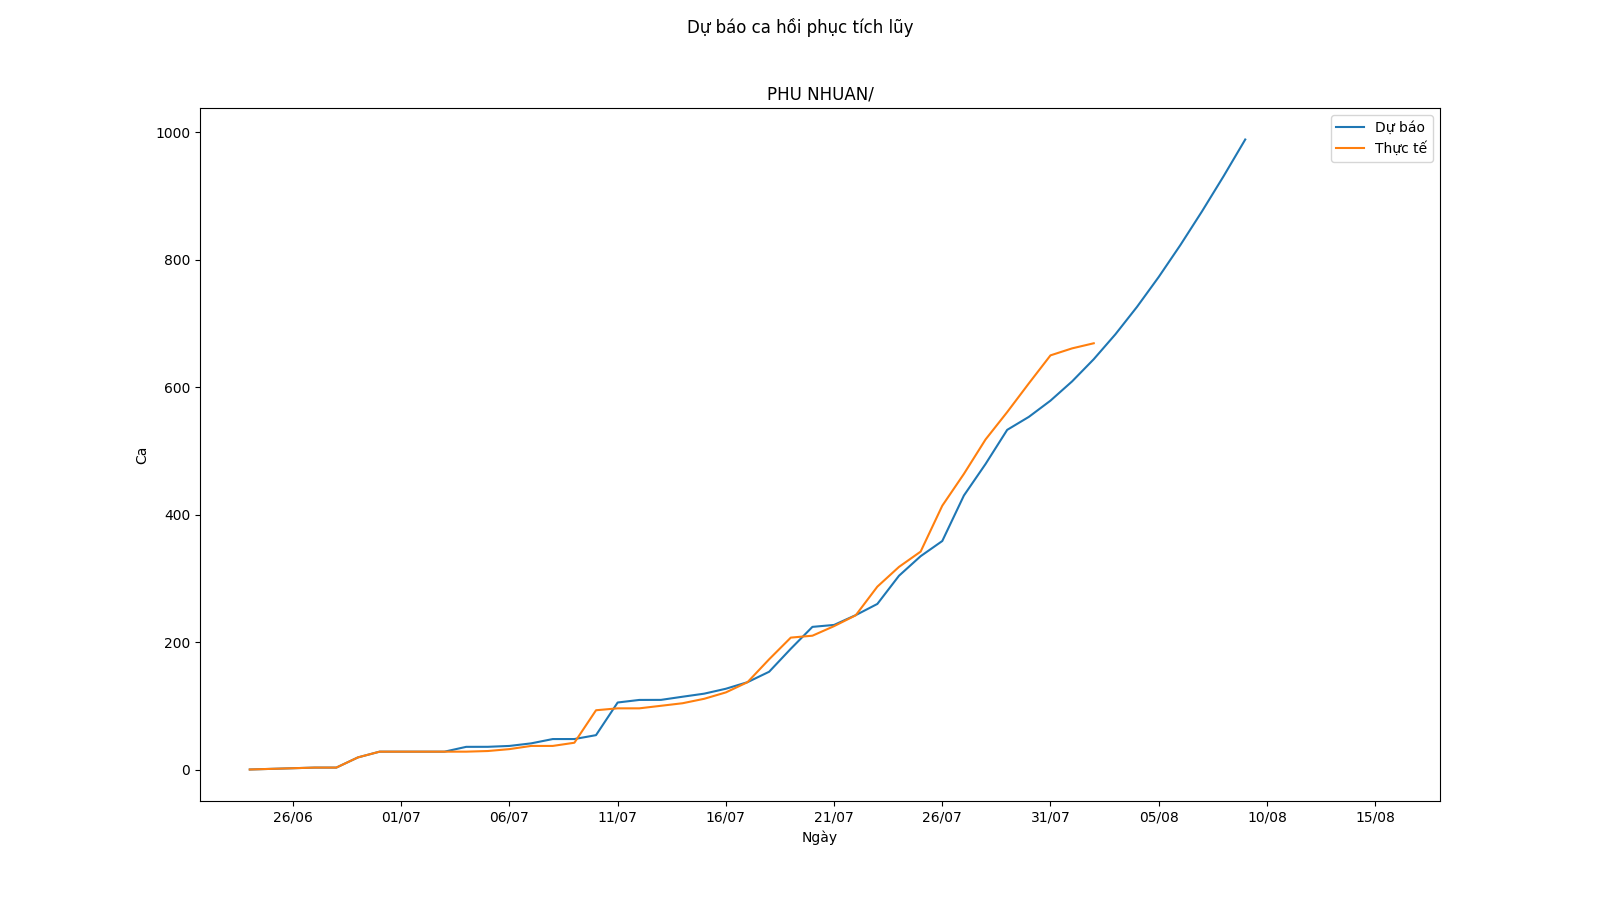 Dự báo ca hồi phục tích lũy
PHU NHUAN/
Dự báo
Thực tế
1000
800
600
400
200
0
Ca
26/06 01/07 06/07 11/07 16/07 21/07 26/07 31/07 05/08 10/08 15/08
Ngày